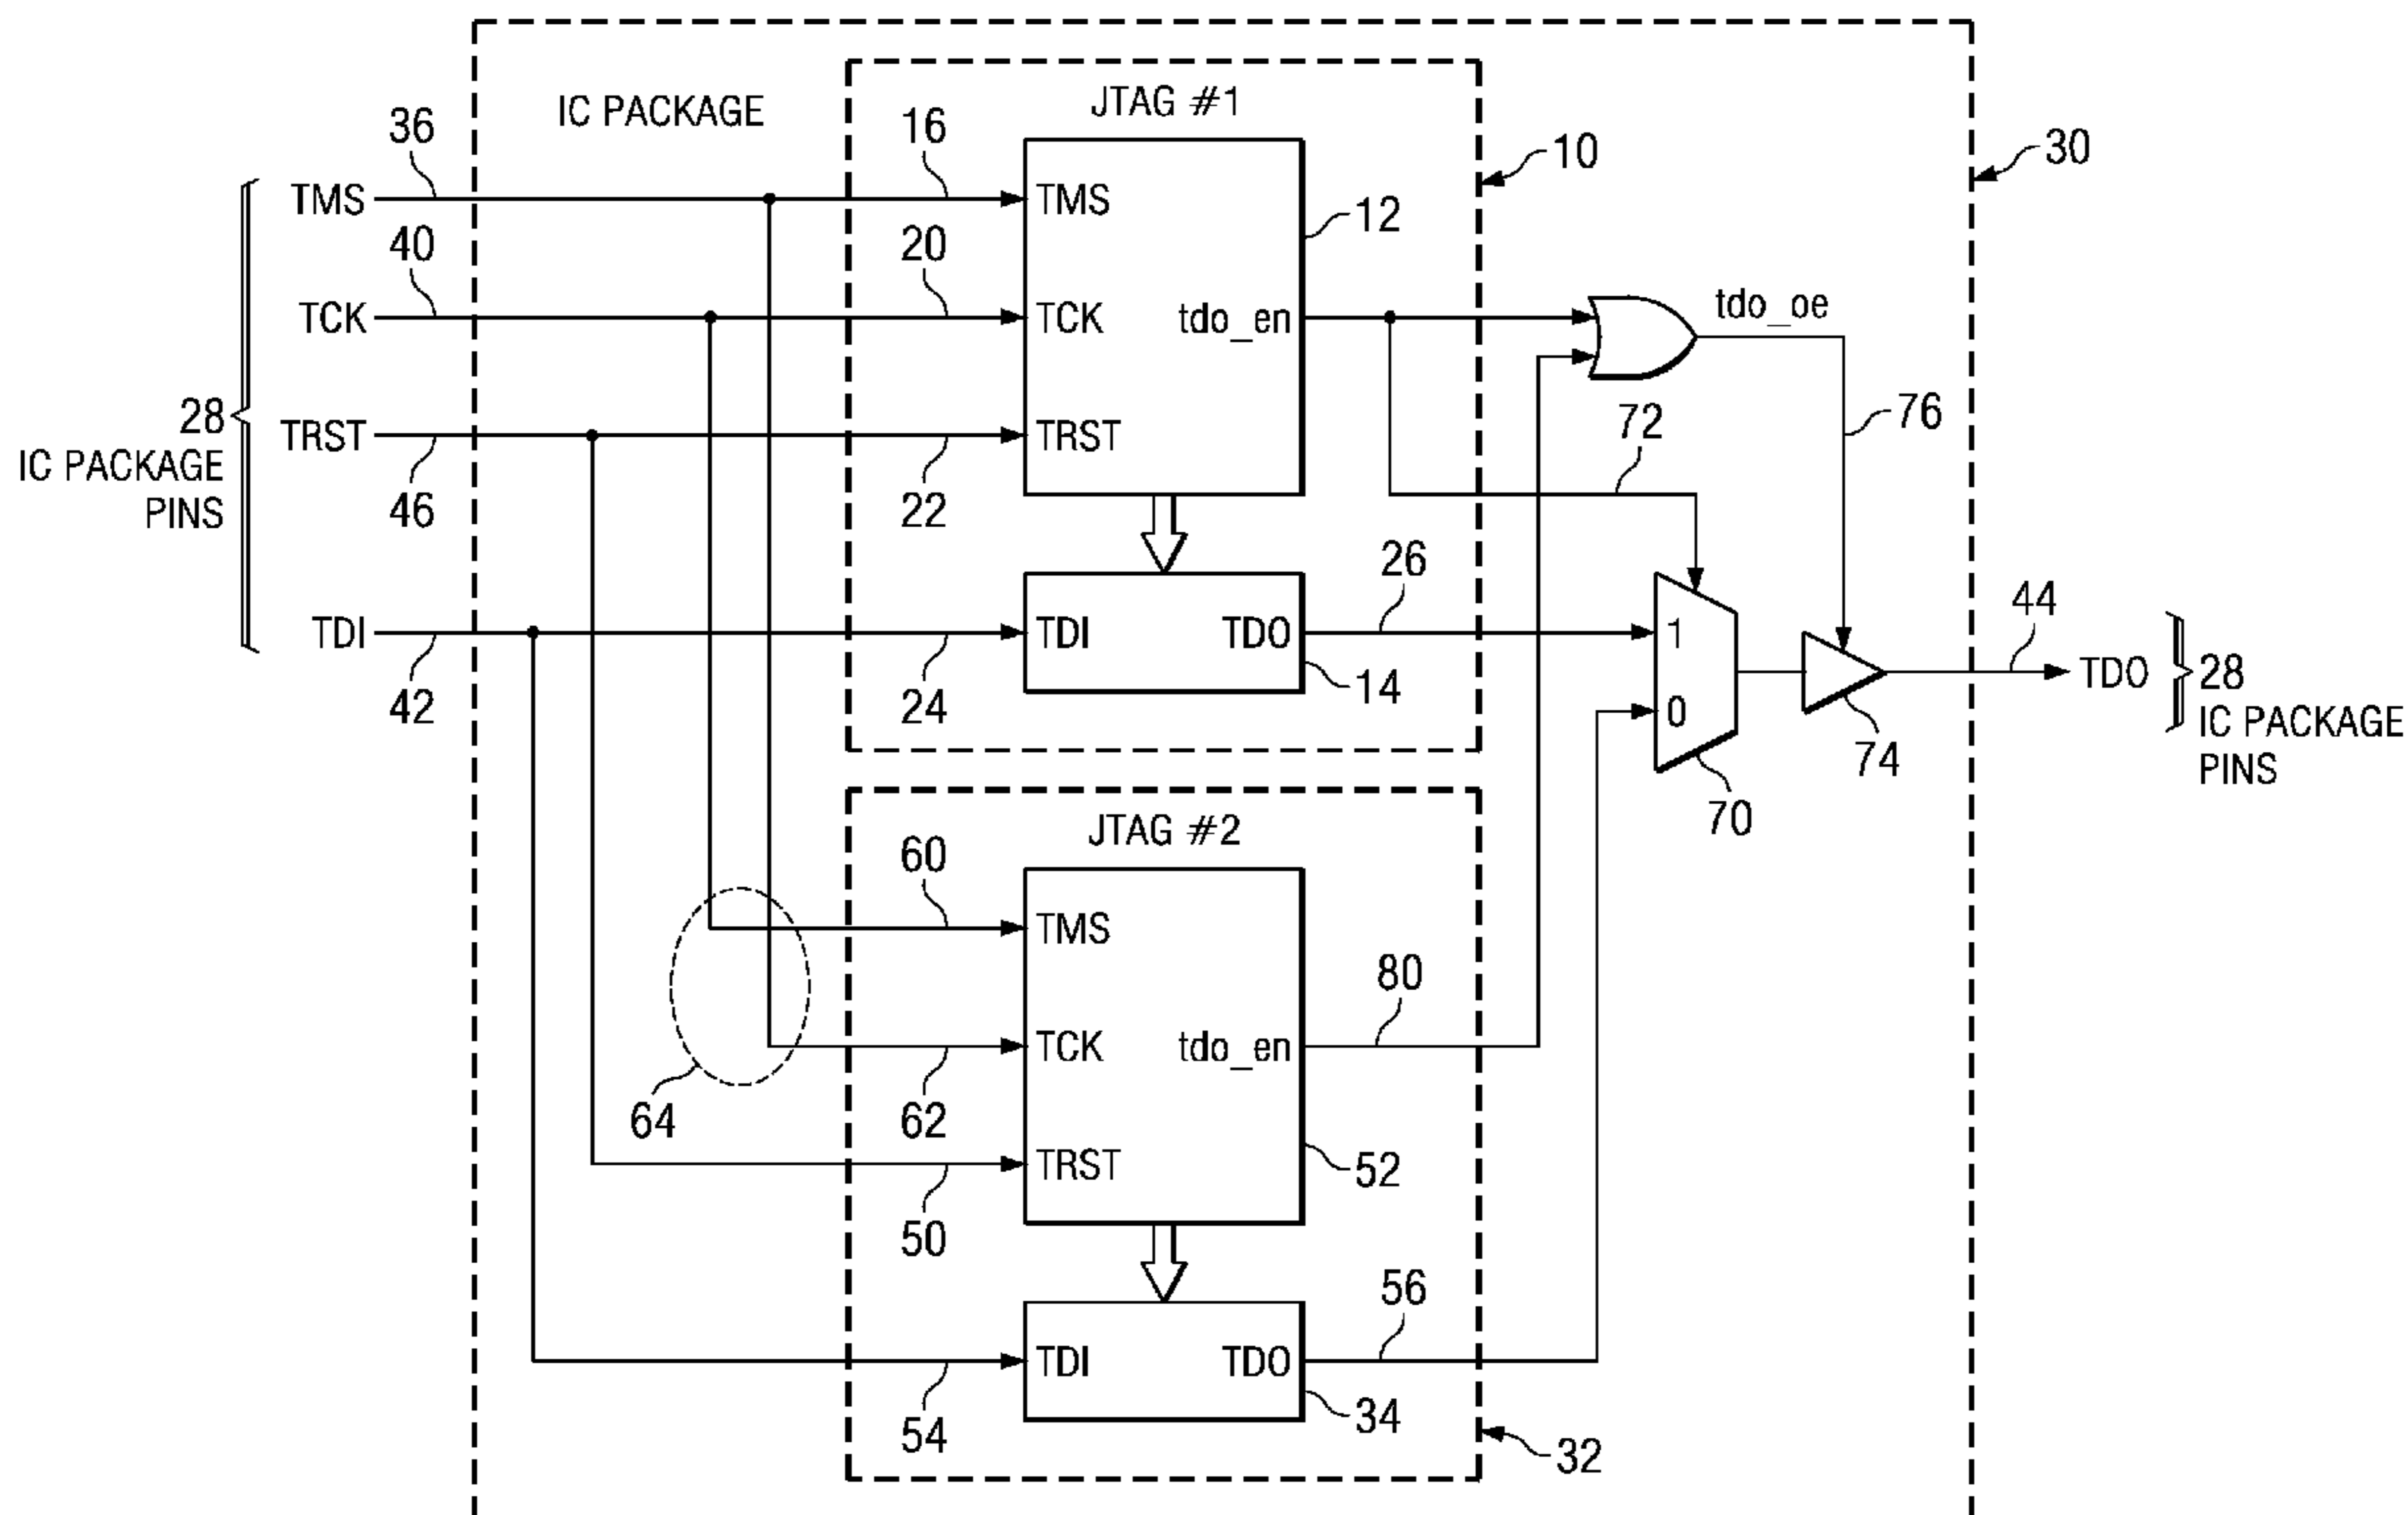 IC PACKAGE
JTAG #1
36
16
10
30
TMS
TMS
12
40
20
TCK
TCK
tdo_en
tdo_oe
28
IC PACKAGE
PINS
TRST
TRST
72
76
46
22
26
44
TDI
TDI
TDO
1
TDO
28
IC PACKAGE
PINS
42
24
14
0
74
70
JTAG #2
60
TMS
80
TCK
tdo_en
64
62
TRST
52
50
56
TDI
TDO
34
54
32